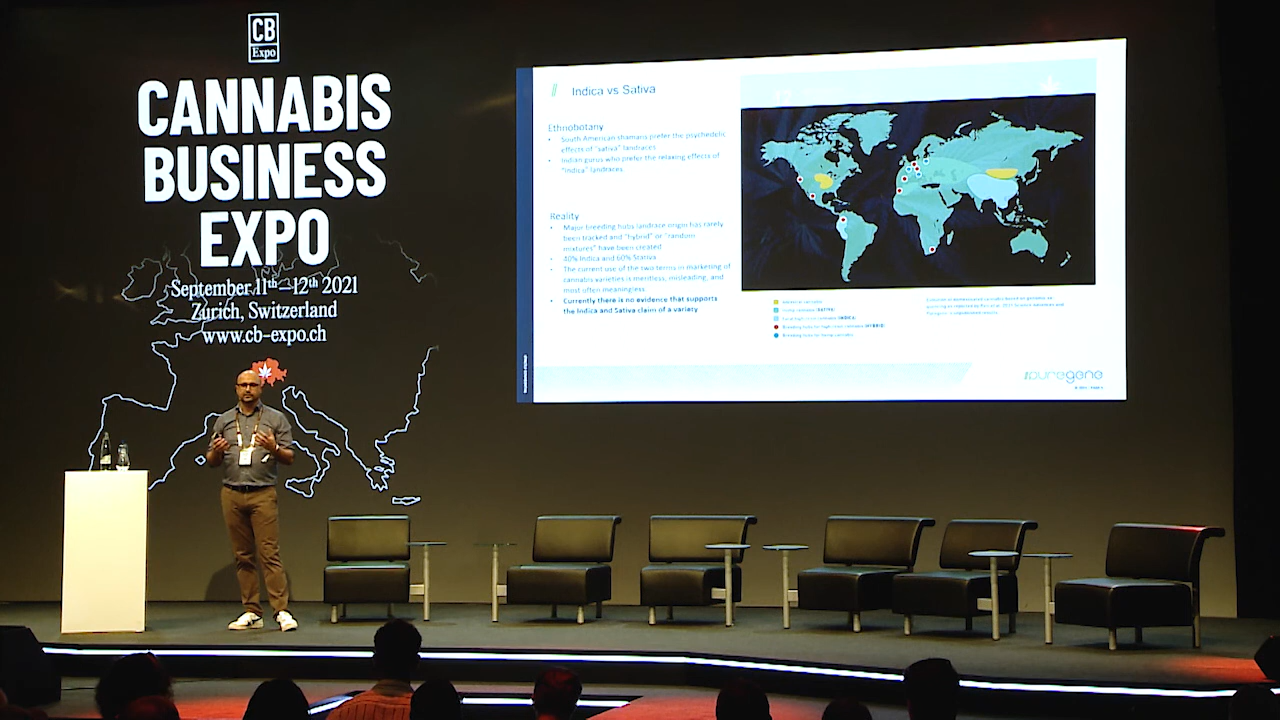 CB
Expo
CANNABIS
BUSINESS
EXPO
September 11th – 12th 2021
Zürich, Switzerland
www.cb-expo.ch
// Indica vs Sativa
Ethnobotany
• South American shamans prefer the psychedelic
effects of "sativa" landraces
• Indian gurus who prefer the relaxing effects of
"Indica" landraces
Reality
• Major breeding hubs landrace origin has rarely
been tracked and "hybrid" or "random
mixtures" have been created
• 40% Indica and 60% Stativa
• The current use of the two terms in marketing of
cannabis varieties is meritless, misleading, and
most often meaningless
• Currently there is no evidence that supports
the Indica and Sativa claim of a variety
puregene